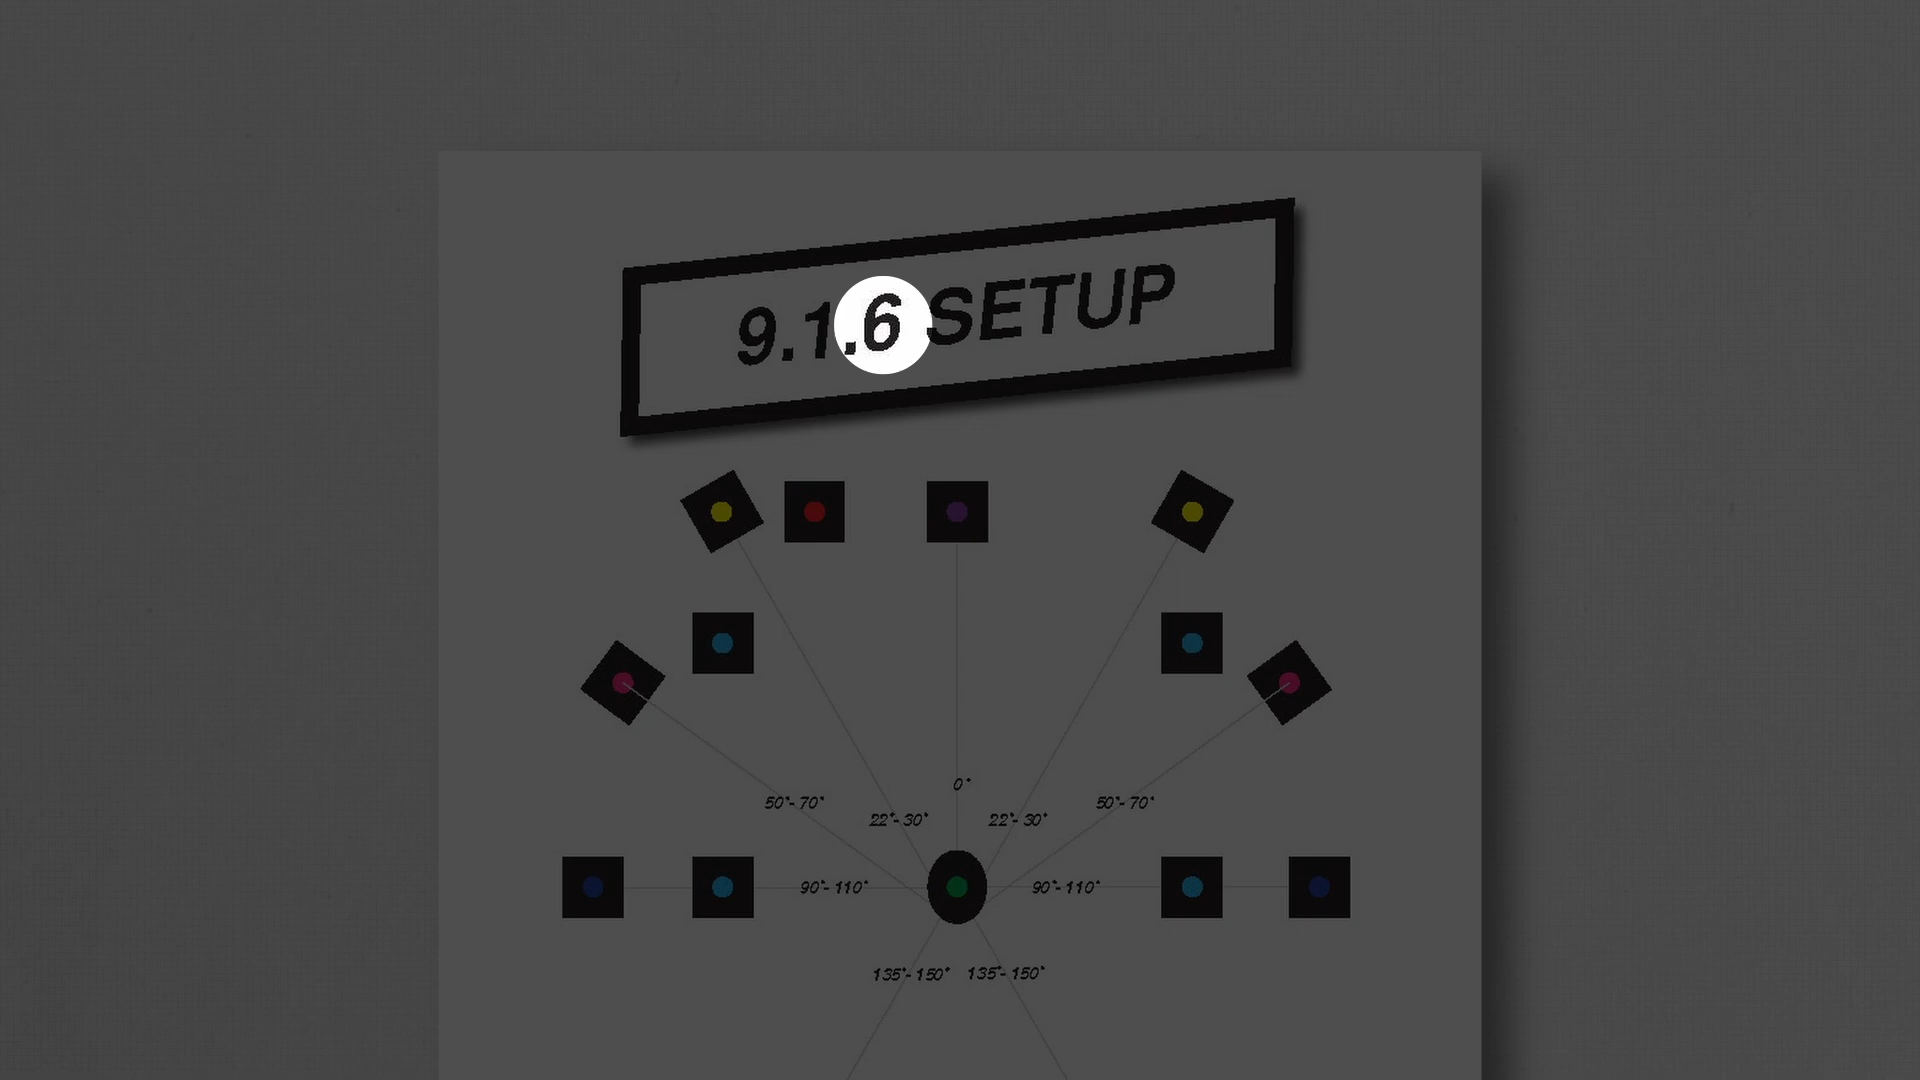 9.1.6 SETUP
0°
50°- 70° 50°- 70°
22°- 30° 22°- 30°
90°- 110° 90°- 110°
135°- 150° 135°- 150°